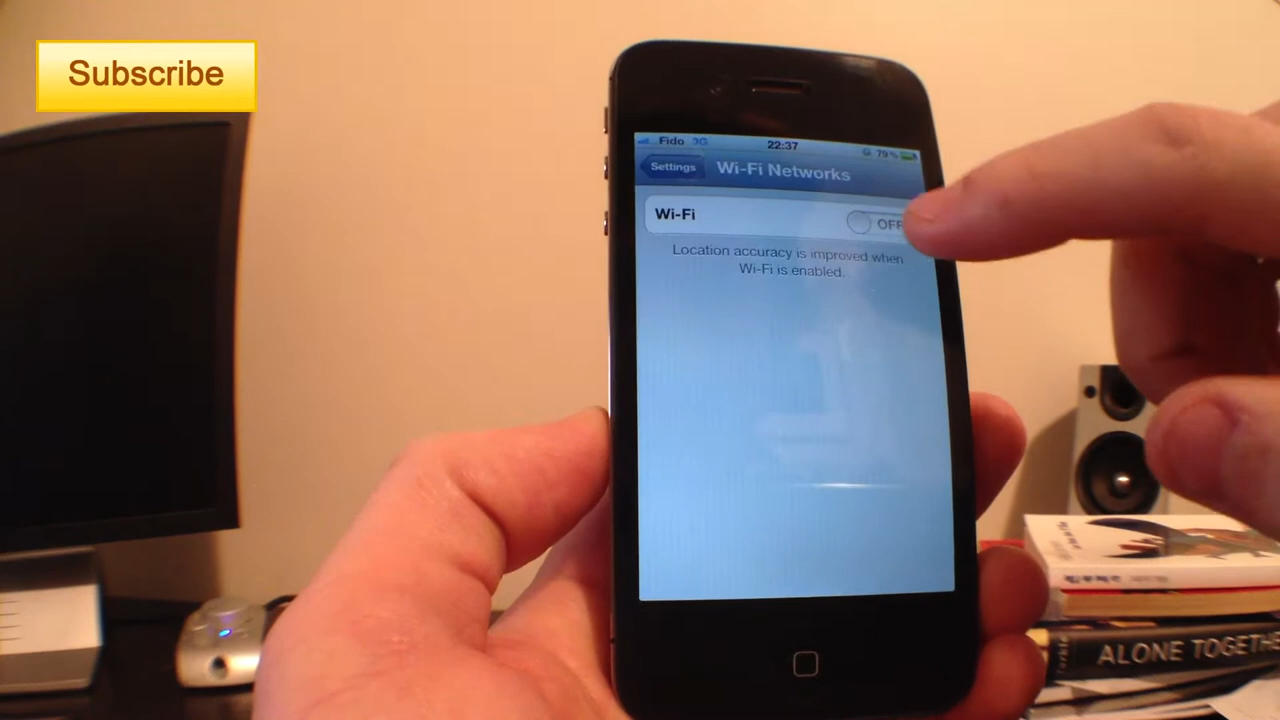 Subscribe
Fido 3G 22:37 79%
Settings Wi-Fi Networks
Wi-Fi OFF
Location accuracy is improved when
Wi-Fi is enabled.
ALONE TOGETHE